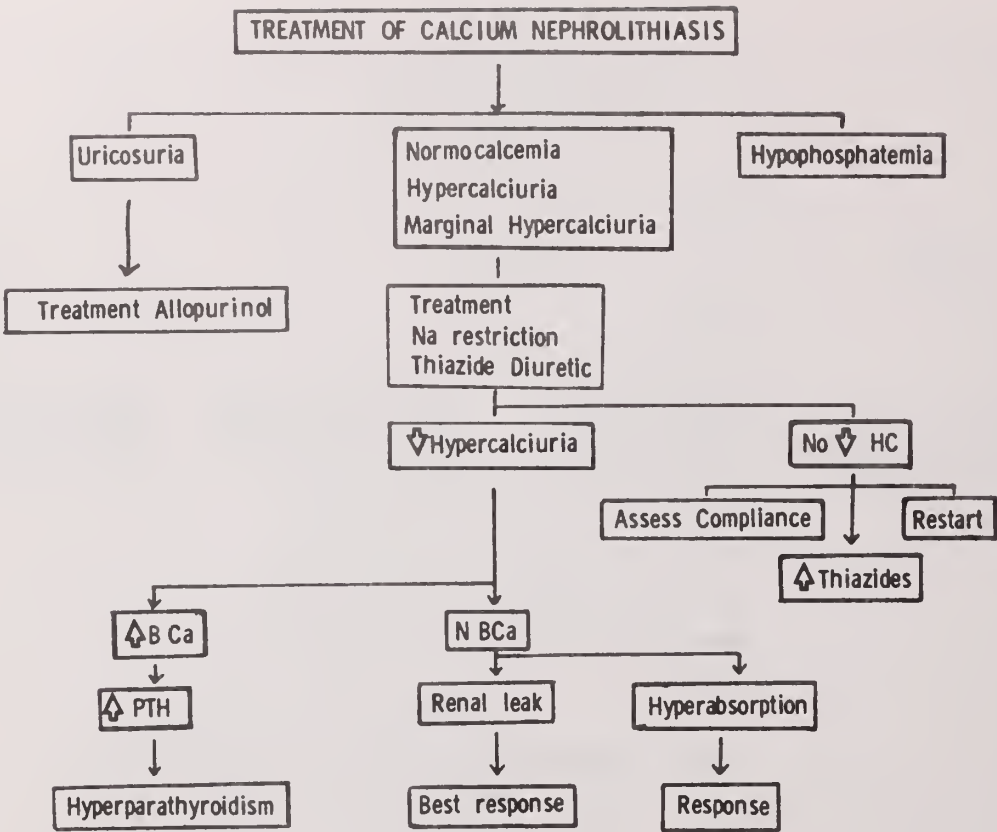 TREATMENT OF CALCIUM NEPHROLITHIASIS
Uricosuria
Normocalcemia
Hypercalciuria
Marginal Hypercalciuria
Hypophosphatemia
Treatment Allopurinol
Treatment
Na restriction
Thiazide Diuretic
Hypercalciuria
No HC
Assess Compliance
Restart
Thiazides
B Ca
N BCa
PTH
Renal leak
Hyperabsorption
Hyperparathyroidism
Best response
Response